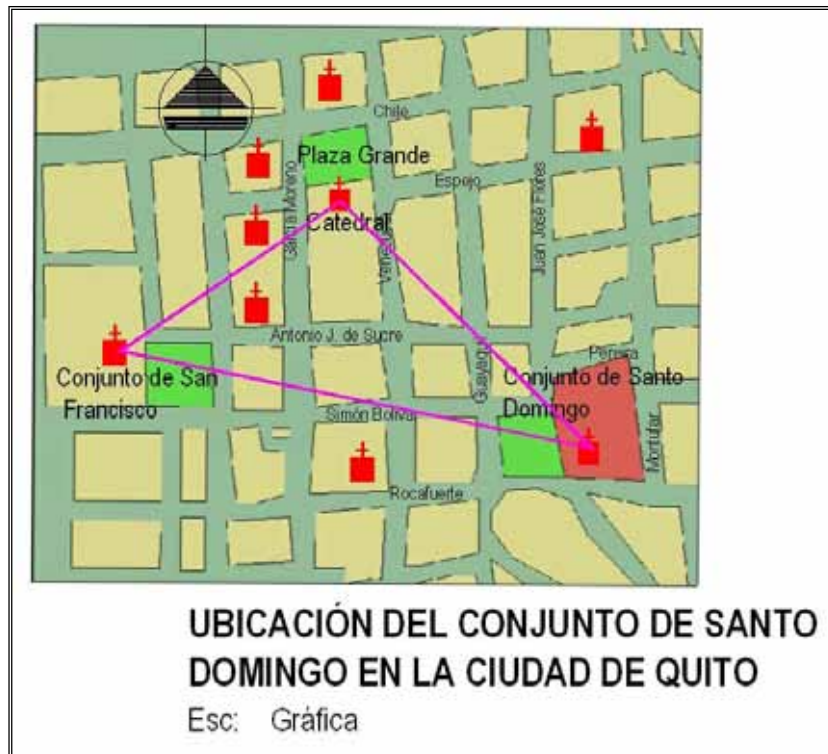 Chile
Plaza Grande
Espejo
García Moreno
Juan José Flores
Catedral
Antonio J. de Sucre
Pereira
Conjunto de San
Francisco
Conjunto de Santo
Domingo
Simón Bolívar
Montufar
Rocafuerte
UBICACIÓN DEL CONJUNTO DE SANTO
DOMINGO EN LA CIUDAD DE QUITO
Esc: Gráfica